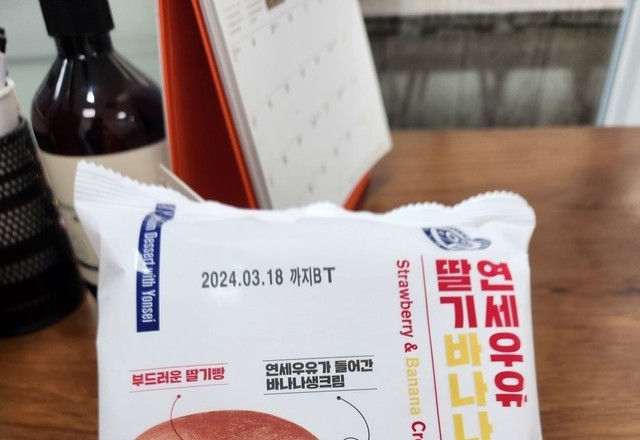 Dessert with Yonsei
2024.03.18 까지BT
연세우유
딸기바나나
Strawberry & Banana
부드러운 딸기빵
연세우유가 들어간
바나나생크림